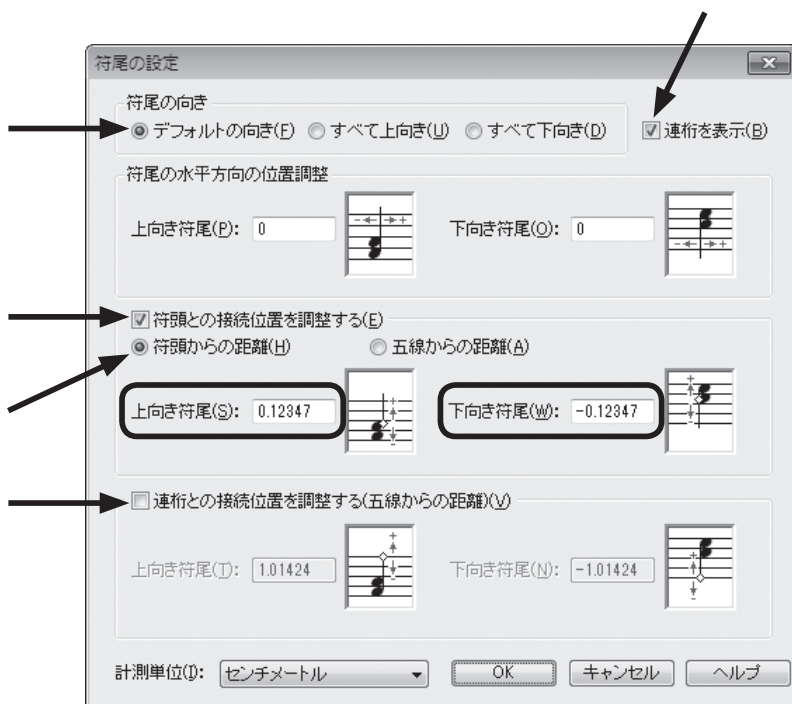 符尾の設定
符尾の向き
デフォルトの向き(F) すべて上向き(U) すべて下向き(D) 連桁を表示(B)
符尾の水平方向の位置調整
上向き符尾(P): 0 下向き符尾(O): 0
符頭との接続位置を調整する(E)
符頭からの距離(H) 五線からの距離(A)
上向き符尾(S): 0.12347 下向き符尾(W): -0.12347
連桁との接続位置を調整する(五線からの距離)(V)
上向き符尾(T): 1.01424 下向き符尾(N): -1.01424
計測単位(I): センチメートル OK キャンセル ヘルプ